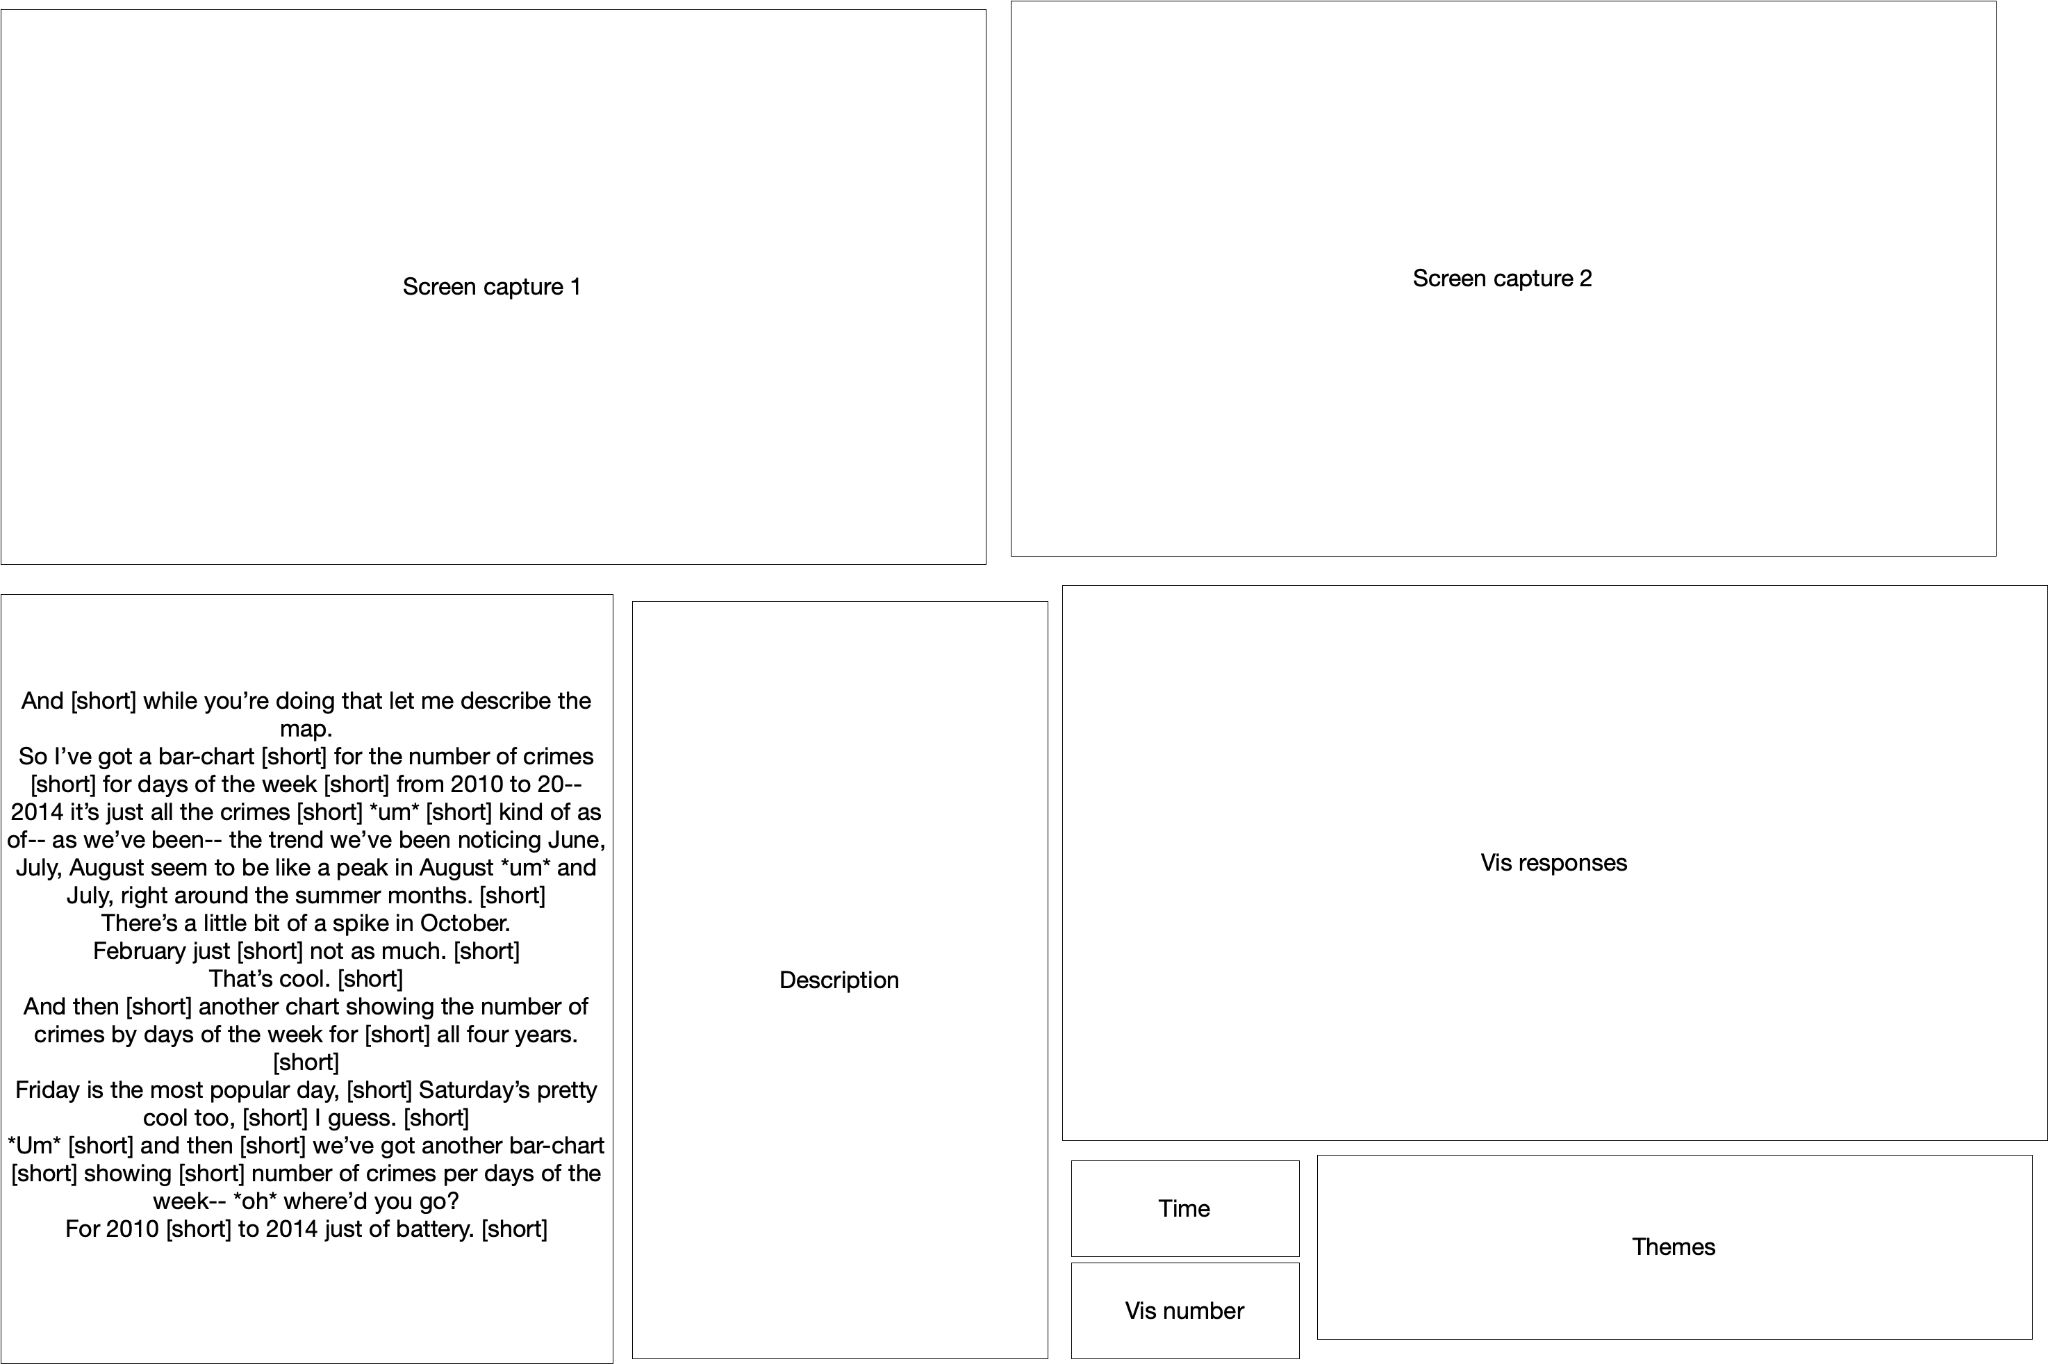 Screen capture 1
Screen capture 2
And [short] while you’re doing that let me describe the
map.
So I’ve got a bar-chart [short] for the number of crimes
[short] for days of the week [short] from 2010 to 20--
2014 it’s just all the crimes [short] *um* [short] kind of as
of-- as we’ve been-- the trend we’ve been noticing June,
July, August seem to be like a peak in August *um* and
July, right around the summer months. [short]
There’s a little bit of a spike in October.
February just [short] not as much. [short]
That’s cool. [short]
And then [short] another chart showing the number of
crimes by days of the week for [short] all four years.
[short]
Friday is the most popular day, [short] Saturday’s pretty
cool too, [short] I guess. [short]
*Um* [short] and then [short] we’ve got another bar-chart
[short] showing [short] number of crimes per days of the
week-- *oh* where’d you go?
For 2010 [short] to 2014 just of battery. [short]
Description
Vis responses
Time
Vis number
Themes